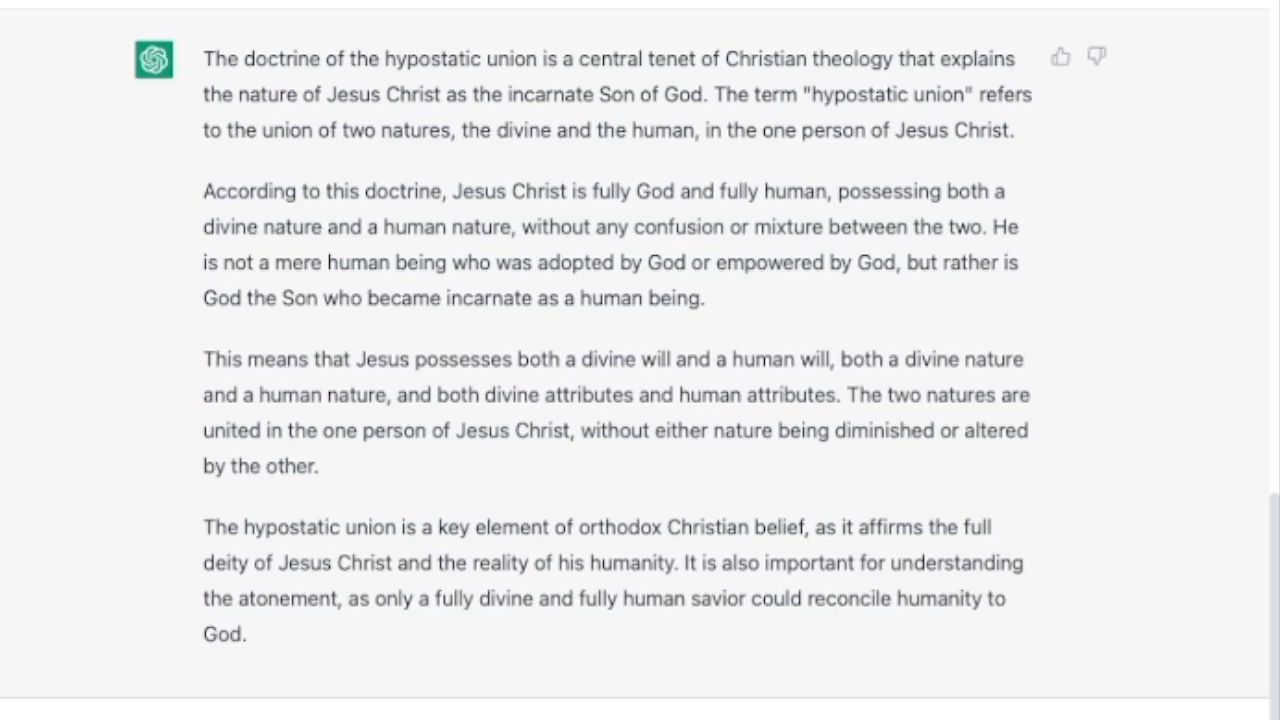 The doctrine of the hypostatic union is a central tenet of Christian theology that explains
the nature of Jesus Christ as the incarnate Son of God. The term "hypostatic union" refers
to the union of two natures, the divine and the human, in the one person of Jesus Christ.
According to this doctrine, Jesus Christ is fully God and fully human, possessing both a
divine nature and a human nature, without any confusion or mixture between the two. He
is not a mere human being who was adopted by God or empowered by God, but rather is
God the Son who became incarnate as a human being.
This means that Jesus possesses both a divine will and a human will, both a divine nature
and a human nature, and both divine attributes and human attributes. The two natures are
united in the one person of Jesus Christ, without either nature being diminished or altered
by the other.
The hypostatic union is a key element of orthodox Christian belief, as it affirms the full
deity of Jesus Christ and the reality of his humanity. It is also important for understanding
the atonement, as only a fully divine and fully human savior could reconcile humanity to
God.